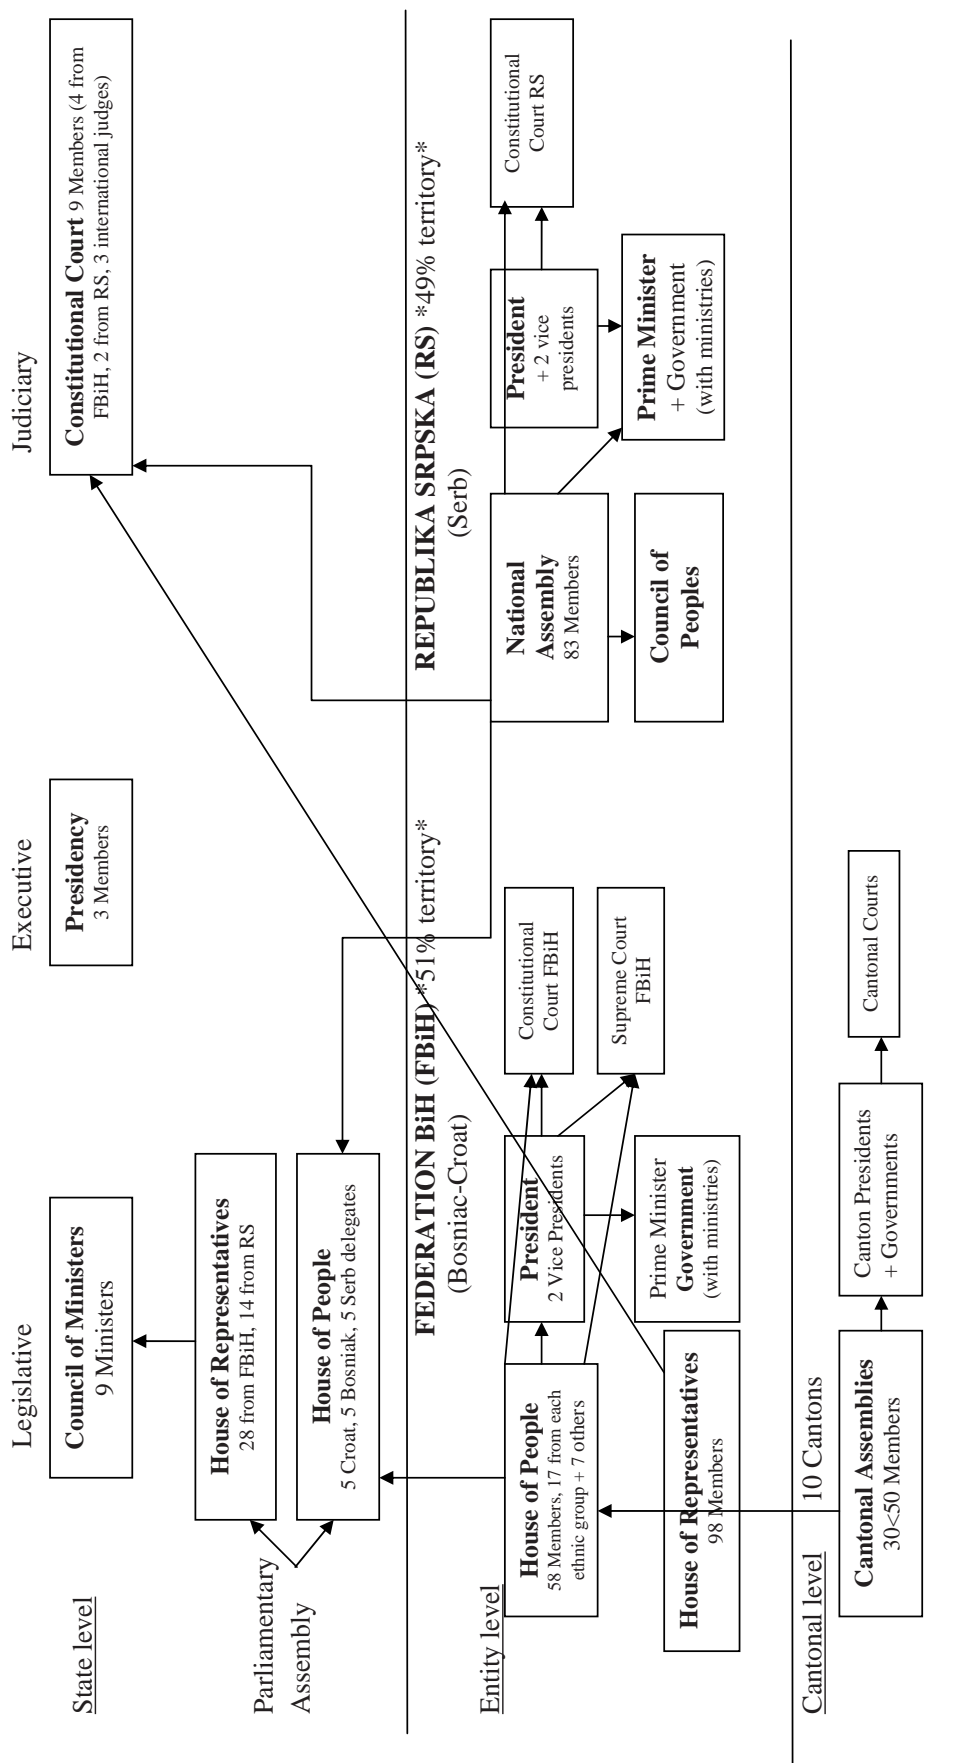 Legislative
Executive
Judiciary
State level
Council of Ministers
9 Ministers
Presidency
3 Members
Constitutional Court 9 Members (4 from
FBiH, 2 from RS, 3 international judges)
Parliamentary
Assembly
House of Representatives
28 from FBiH, 14 from RS
House of People
5 Croat, 5 Bosniak, 5 Serb delegates
FEDERATION BiH (FBiH) *51% territory*
(Bosniac-Croat)
REPUBLIKA SRPSKA (RS) *49% territory*
(Serb)
Entity level
House of People
58 Members, 17 from each
ethnic group + 7 others
President
2 Vice Presidents
Constitutional
Court FBiH
Supreme Court
FBiH
House of Representatives
98 Members
Prime Minister
Government
(with ministries)
National
Assembly
83 Members
Council of
Peoples
President
+ 2 vice
presidents
Prime Minister
+ Government
(with ministries)
Constitutional
Court RS
Cantonal level
10 Cantons
Cantonal Assemblies
30<50 Members
Canton Presidents
+ Governments
Cantonal Courts